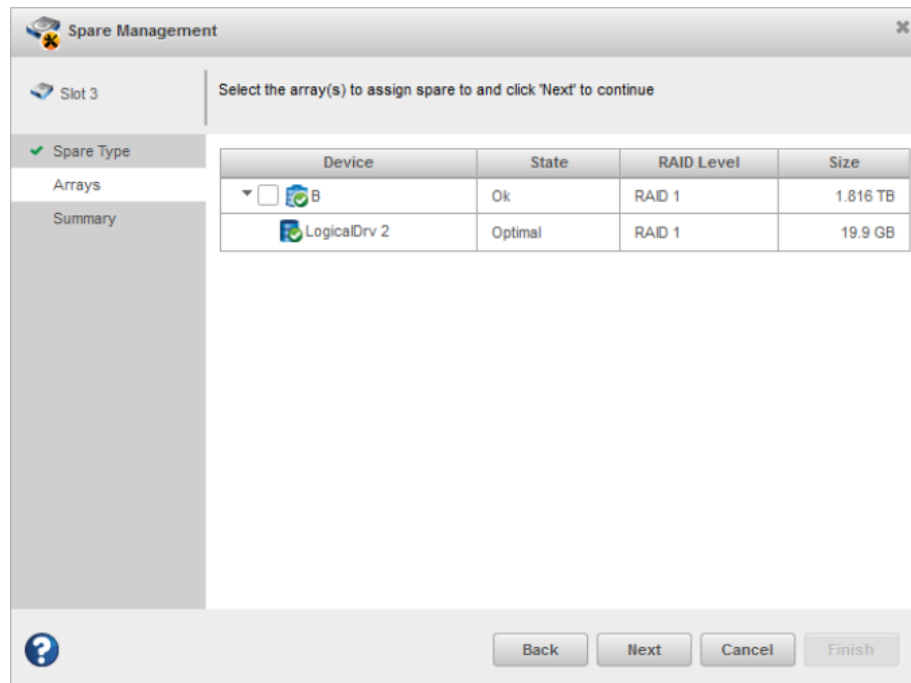 Spare Management
Slot 3
Select the array(s) to assign spare to and click 'Next' to continue
Spare Type
Arrays
Summary
Device State RAID Level Size
B Ok RAID 1 1.816 TB
LogicalDrv 2 Optimal RAID 1 19.9 GB
? Back Next Cancel Finish